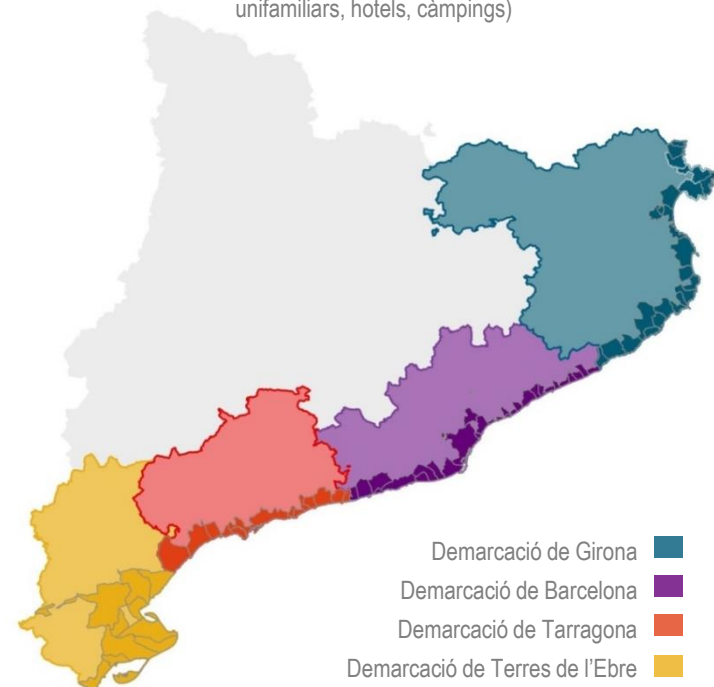 unifamiliars, hotels, càmpings)
Demarcació de Girona
Demarcació de Barcelona
Demarcació de Tarragona
Demarcació de Terres de l’Ebre